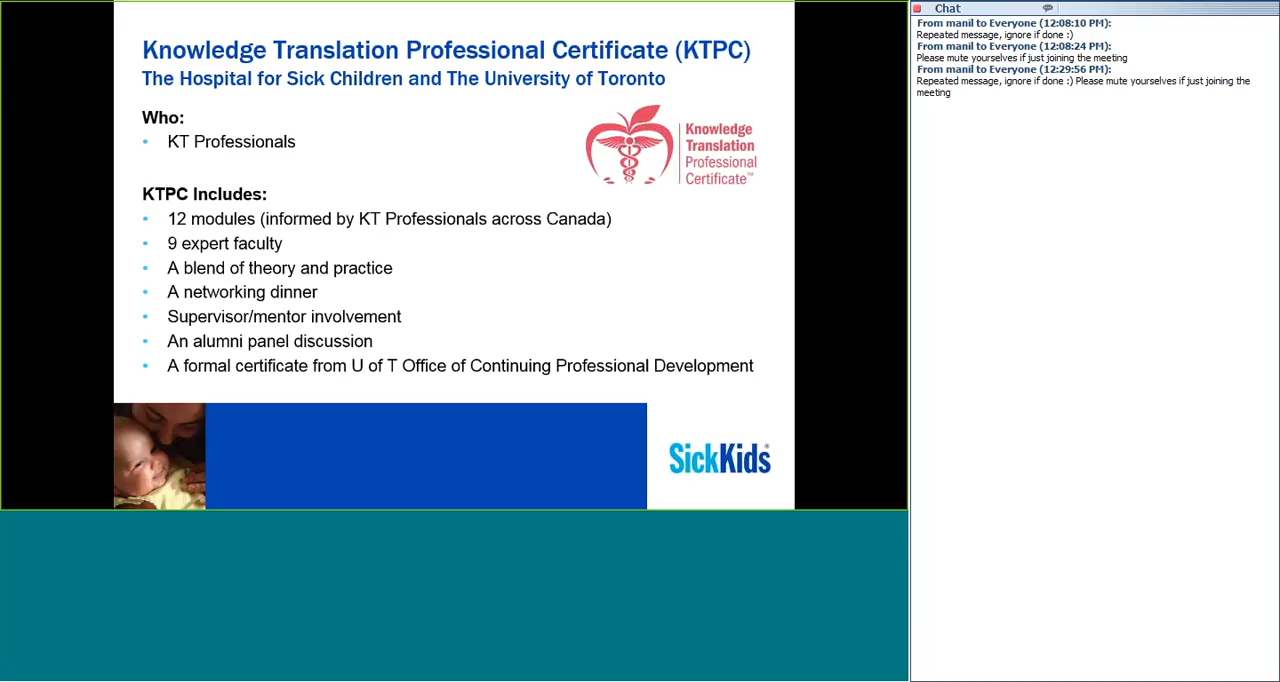 Knowledge Translation Professional Certificate (KTPC)
The Hospital for Sick Children and The University of Toronto
Who:
• KT Professionals
Knowledge
Translation
Professional
Certificate™
KTPC Includes:
• 12 modules (informed by KT Professionals across Canada)
• 9 expert faculty
• A blend of theory and practice
• A networking dinner
• Supervisor/mentor involvement
• An alumni panel discussion
• A formal certificate from U of T Office of Continuing Professional Development
SickKids®
Chat
From manil to Everyone (12:08:10 PM):
Repeated message, ignore if done :)
From manil to Everyone (12:08:24 PM):
Please mute yourselves if just joining the meeting
From manil to Everyone (12:29:56 PM):
Repeated message, ignore if done :) Please mute yourselves if just joining the
meeting